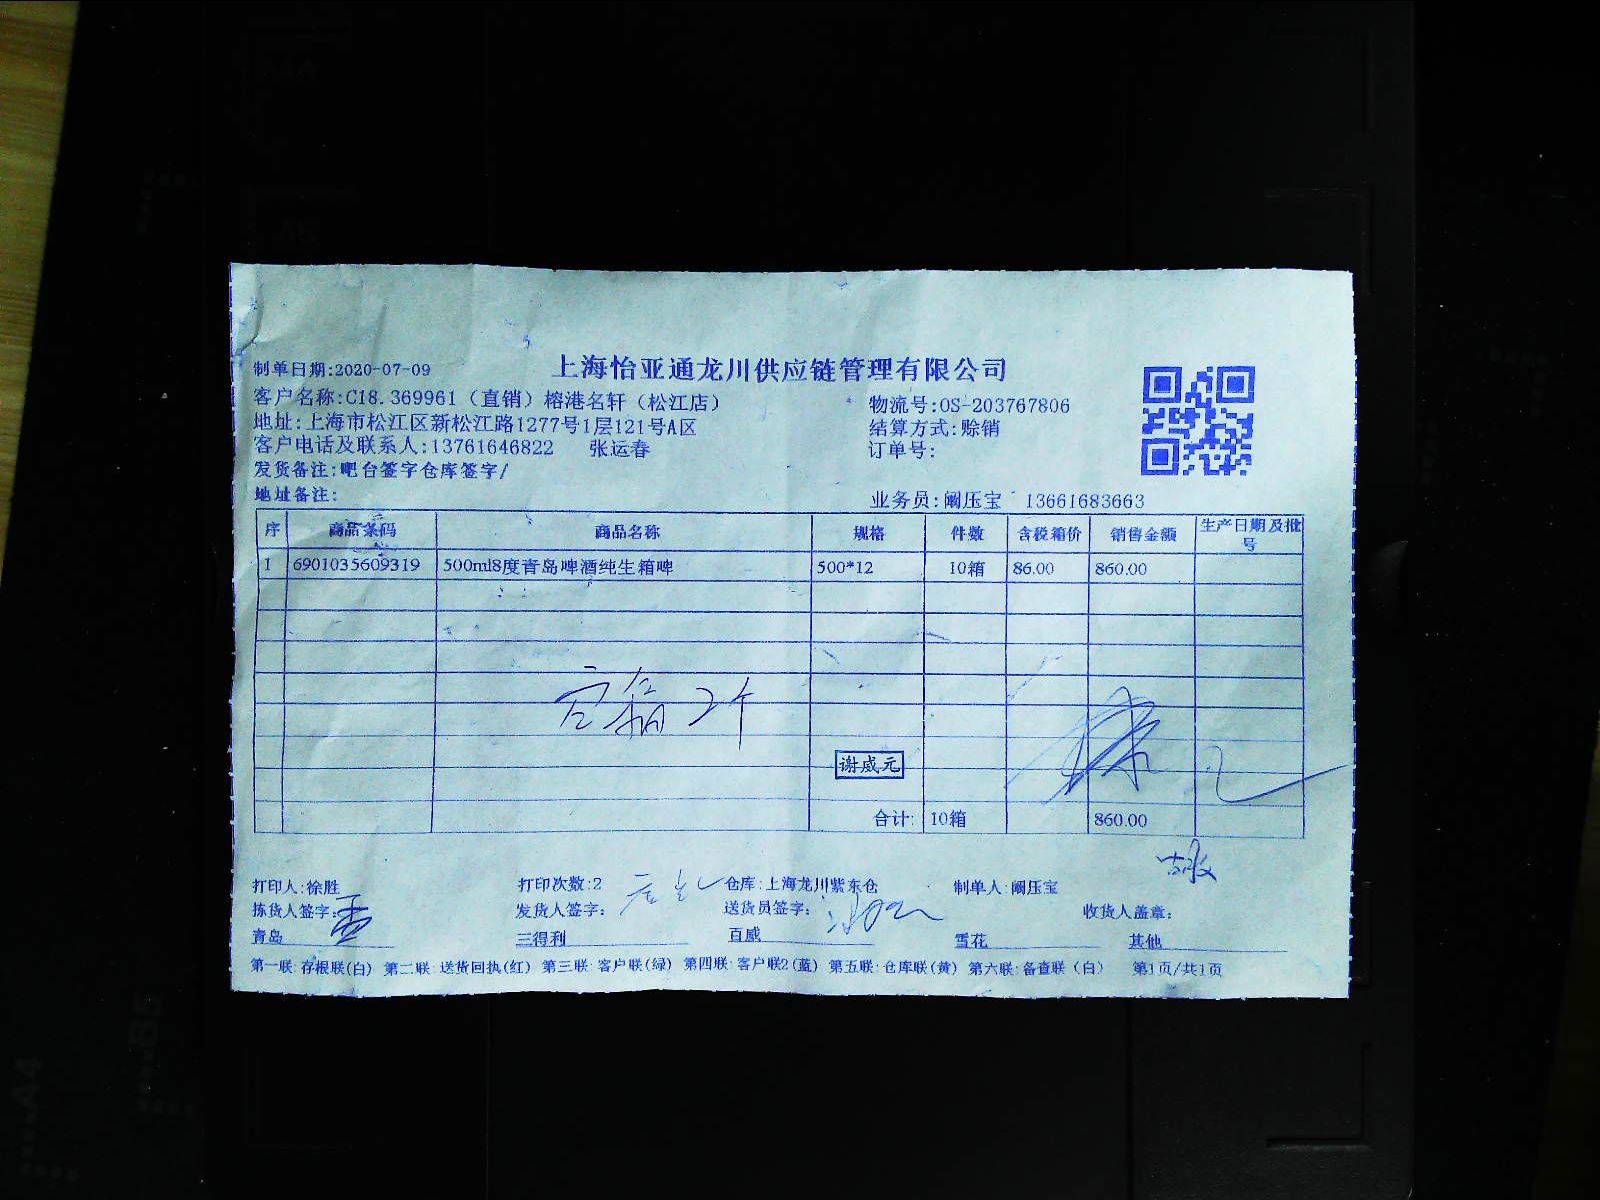 上海怡亚通龙川供应链管理有限公司
制单日期:2020-07-09
客户名称:C18.369961（直销）榕港名轩（松江店）
物流号:OS-203767806
地址:上海市松江区新松江路1277号1层121号A区
结算方式:赊销
客户电话及联系人:13761646822 张运春
订单号:
发货备注:吧台签字仓库签字/
地址备注:
业务员:阚压宝 13661683663
序 商品条码 商品名称 规格 件数 含税箱价 销售金额 生产日期及批号
1 6901035609319 500ml8度青岛啤酒纯生箱啤 500*12 10箱 86.00 860.00
空箱 2个
谢威元
合计: 10箱 860.00
打印人:徐胜 打印次数:2 仓库:上海龙川紫东仓 制单人:阚压宝
拣货人签字: 发货人签字: 送货员签字: 收货人盖章:
青岛 三得利 百威 雪花 其他
第一联:存根联(白) 第二联:送货回执(红) 第三联:客户联(绿) 第四联:客户联2(蓝) 第五联:仓库联(黄) 第六联:备查联（白） 第1页/共1页